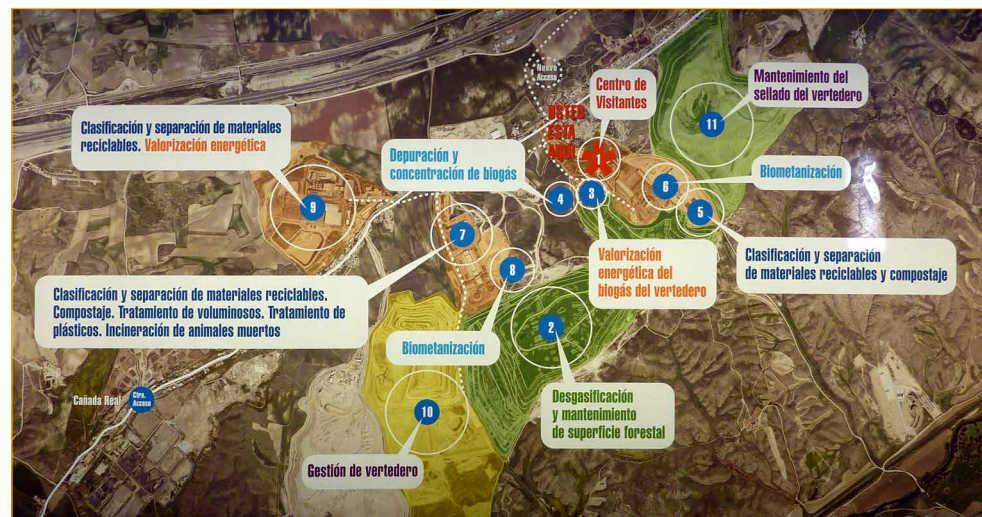 Nuevo
Acceso
Centro de
Visitantes
Mantenimiento del
sellado del vertedero
USTED
ESTA
AQUI
1
11
Clasificación y separación de materiales
reciclables. Valorización energética
Depuración y
concentración de biogás
Biometanización
6
3
4
5
9
7
8
Valorización
energética del
biogás del vertedero
Clasificación y separación
de materiales reciclables y compostaje
Clasificación y separación de materiales reciclables.
Compostaje. Tratamiento de voluminosos. Tratamiento de
plásticos. Incineración de animales muertos
2
Biometanización
Desgasificación
y mantenimiento
de superficie forestal
Cañada Real
Ctra.
Acceso
10
Gestión de vertedero